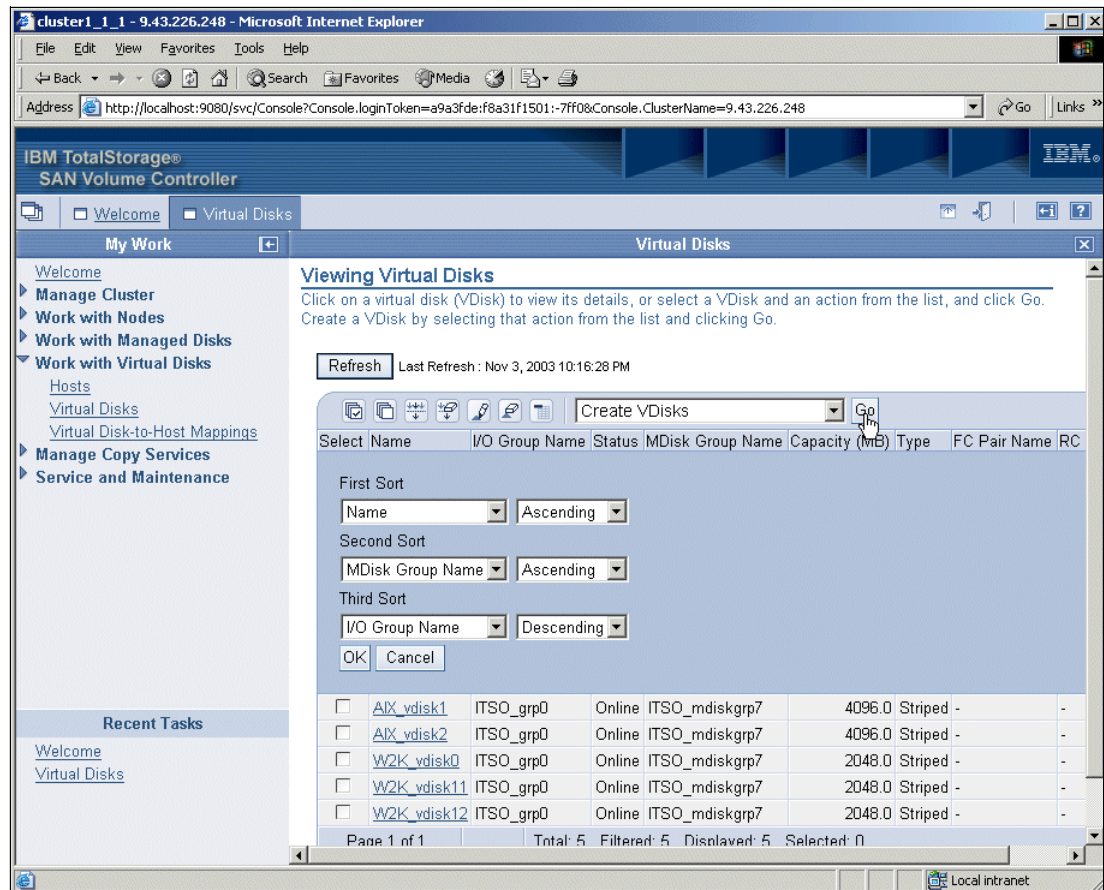 cluster1_1_1 - 9.43.226.248 - Microsoft Internet Explorer
File Edit View Favorites Tools Help
Back Search Favorites Media
Address http://localhost:9080/svc/Console?Console.loginToken=a9a3fde:f8a31f1501:-7ff0&Console.ClusterName=9.43.226.248 Go Links »
IBM TotalStorage®
SAN Volume Controller
IBM®
Welcome Virtual Disks
My Work
Virtual Disks
Welcome
Manage Cluster
Work with Nodes
Work with Managed Disks
Work with Virtual Disks
Hosts
Virtual Disks
Virtual Disk-to-Host Mappings
Manage Copy Services
Service and Maintenance
Recent Tasks
Welcome
Virtual Disks
Viewing Virtual Disks
Click on a virtual disk (VDisk) to view its details, or select a VDisk and an action from the list, and click Go.
Create a VDisk by selecting that action from the list and clicking Go.
Refresh Last Refresh : Nov 3, 2003 10:16:28 PM
Create VDisks Go
Select Name I/O Group Name Status MDisk Group Name Capacity (MB) Type FC Pair Name RC
First Sort
Name Ascending
Second Sort
MDisk Group Name Ascending
Third Sort
I/O Group Name Descending
OK Cancel
AIX_vdisk1 ITSO_grp0 Online ITSO_mdiskgrp7 4096.0 Striped - -
AIX_vdisk2 ITSO_grp0 Online ITSO_mdiskgrp7 4096.0 Striped - -
W2K_vdisk0 ITSO_grp0 Online ITSO_mdiskgrp7 2048.0 Striped - -
W2K_vdisk11 ITSO_grp0 Online ITSO_mdiskgrp7 2048.0 Striped - -
W2K_vdisk12 ITSO_grp0 Online ITSO_mdiskgrp7 2048.0 Striped - -
Page 1 of 1 Total: 5 Filtered: 5 Displayed: 5 Selected: 0
Local intranet